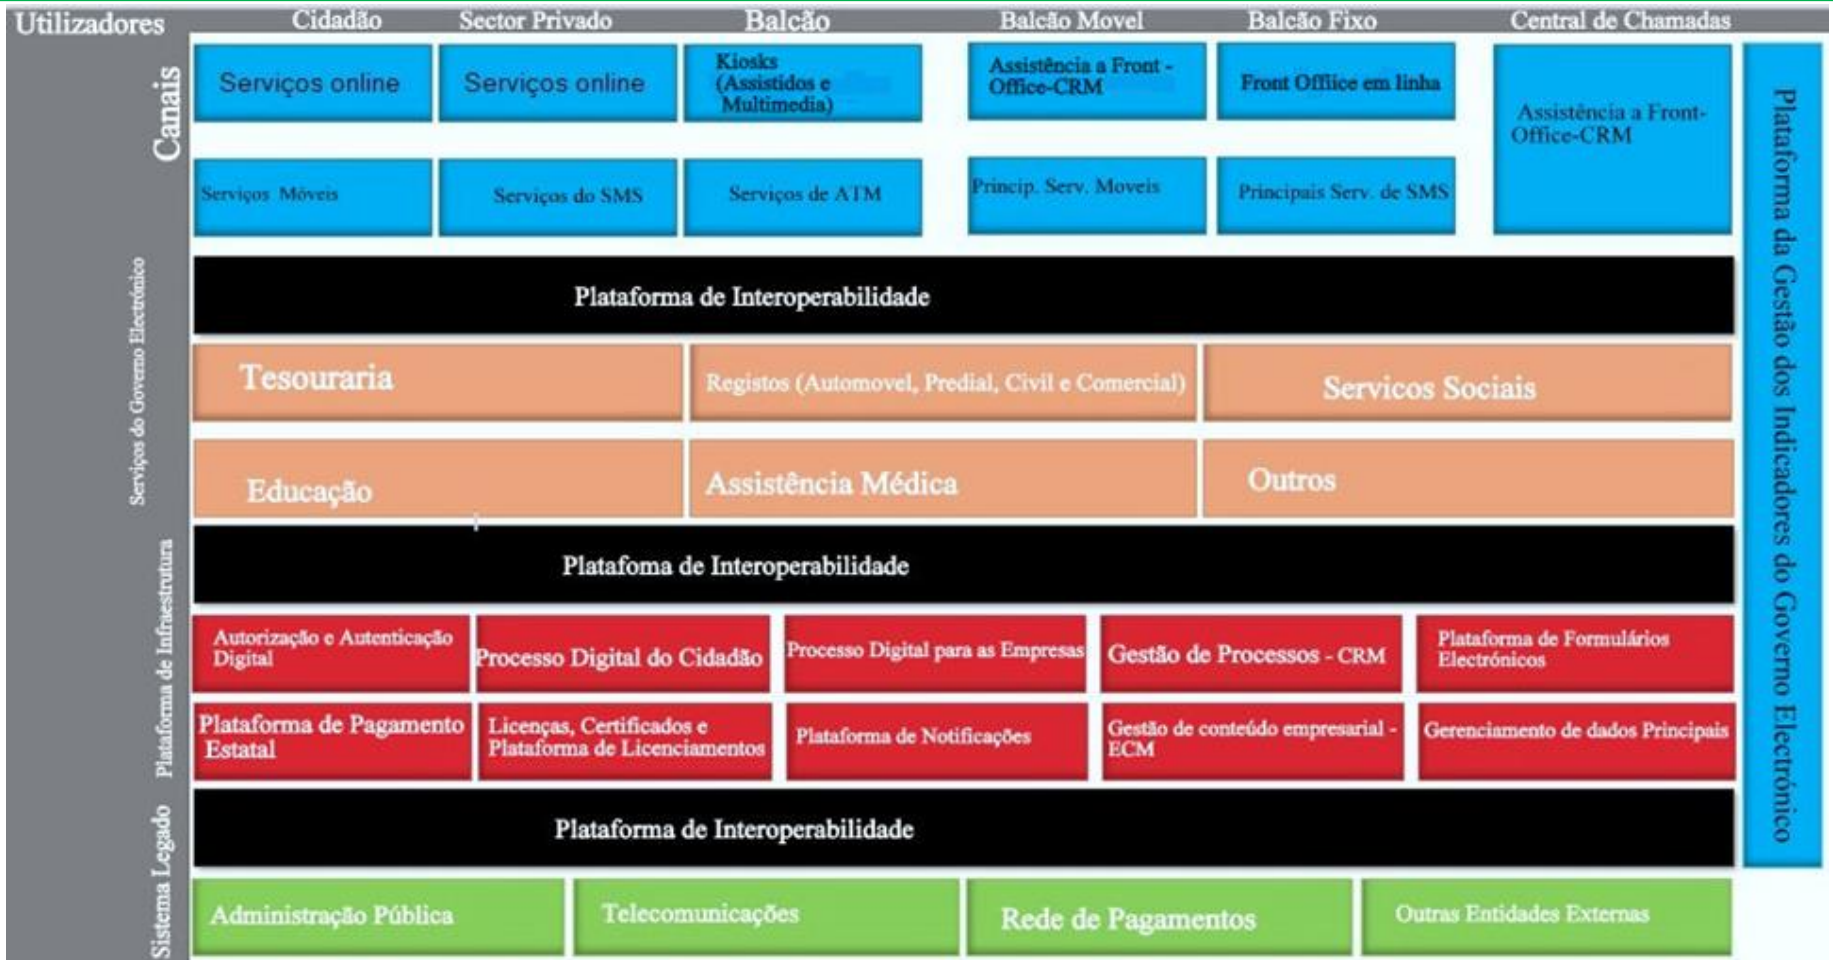 Utilizadores
Cidadão
Sector Privado
Balcão
Balcão Movel
Balcão Fixo
Central de Chamadas
Canais
Serviços online
Serviços online
Kiosks
(Assistidos e
Multimedia)
Assistência a Front -
Office-CRM
Front Offiice em linha
Assistência a Front-
Office-CRM
Serviços Móveis
Serviços do SMS
Serviços de ATM
Princip. Serv. Moveis
Principais Serv. de SMS
Plataforma da Gestão dos Indicadores do Governo Electrónico
Serviços do Governo Electrónico
Plataforma de Interoperabilidade
Tesouraria
Registos (Automovel, Predial, Civil e Comercial)
Servicos Sociais
Educação
Assistência Médica
Outros
Platafoma de Interoperabilidade
Plataforma de Infraestrutura
Autorização e Autenticação
Digital
Processo Digital do Cidadão
Processo Digital para as Empresas
Gestão de Processos - CRM
Plataforma de Formulários
Electrónicos
Plataforma de Pagamento
Estatal
Licenças, Certificados e
Plataforma de Licenciamentos
Plataforma de Notificações
Gestão de conteúdo empresarial -
ECM
Gerenciamento de dados Principais
Plataforma de Interoperabilidade
Sistema Legado
Administração Pública
Telecomunicações
Rede de Pagamentos
Outras Entidades Externas